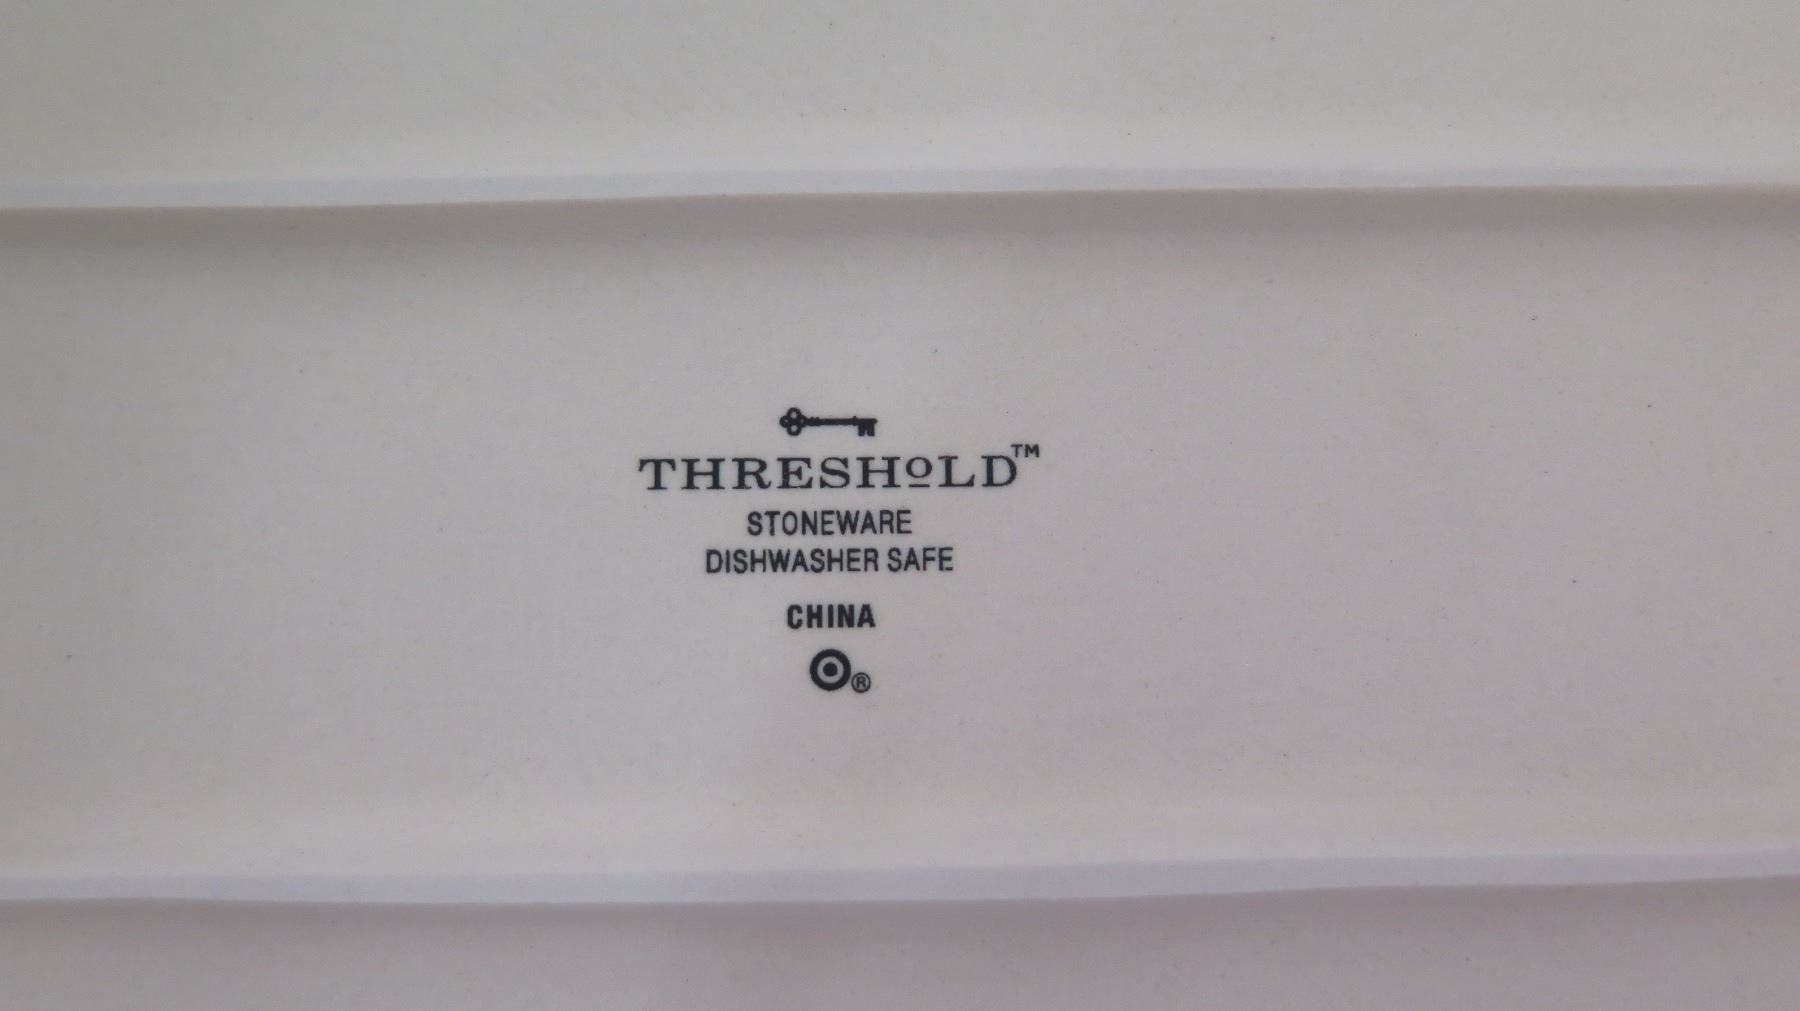 THRESHOLD™
STONEWARE
DISHWASHER SAFE
CHINA
®